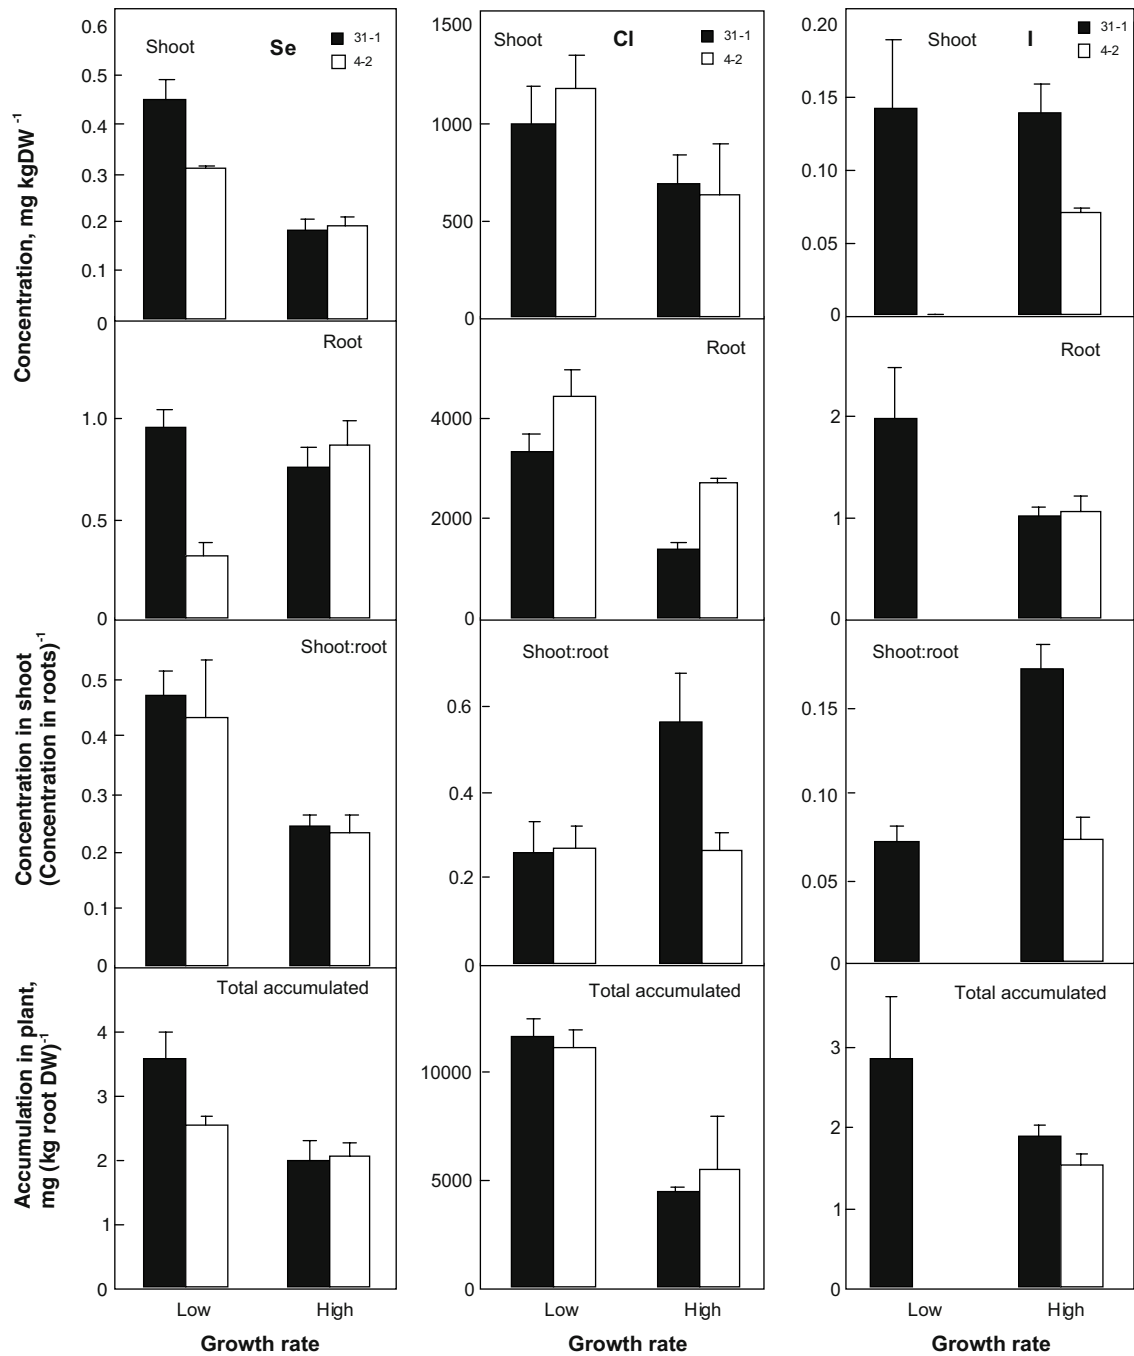 Concentration, mg kgDW⁻¹
Concentration in shoot
(Concentration in roots)⁻¹
Accumulation in plant,
mg (kg root DW)⁻¹
Shoot
Se
31-1
4-2
0.6
0.5
0.4
0.3
0.2
0.1
0
Root
1.0
0.5
0
Shoot:root
0.5
0.4
0.3
0.2
0.1
0
Total accumulated
4
3
2
1
0
Low
High
Growth rate
Shoot
Cl
31-1
4-2
1500
1000
500
0
Root
4000
2000
0
Shoot:root
0.6
0.4
0.2
0
Total accumulated
10000
5000
0
Low
High
Growth rate
Shoot
I
31-1
4-2
0.20
0.15
0.10
0.05
0
Root
2
1
0
Shoot:root
0.15
0.10
0.05
0
Total accumulated
3
2
1
0
Low
High
Growth rate